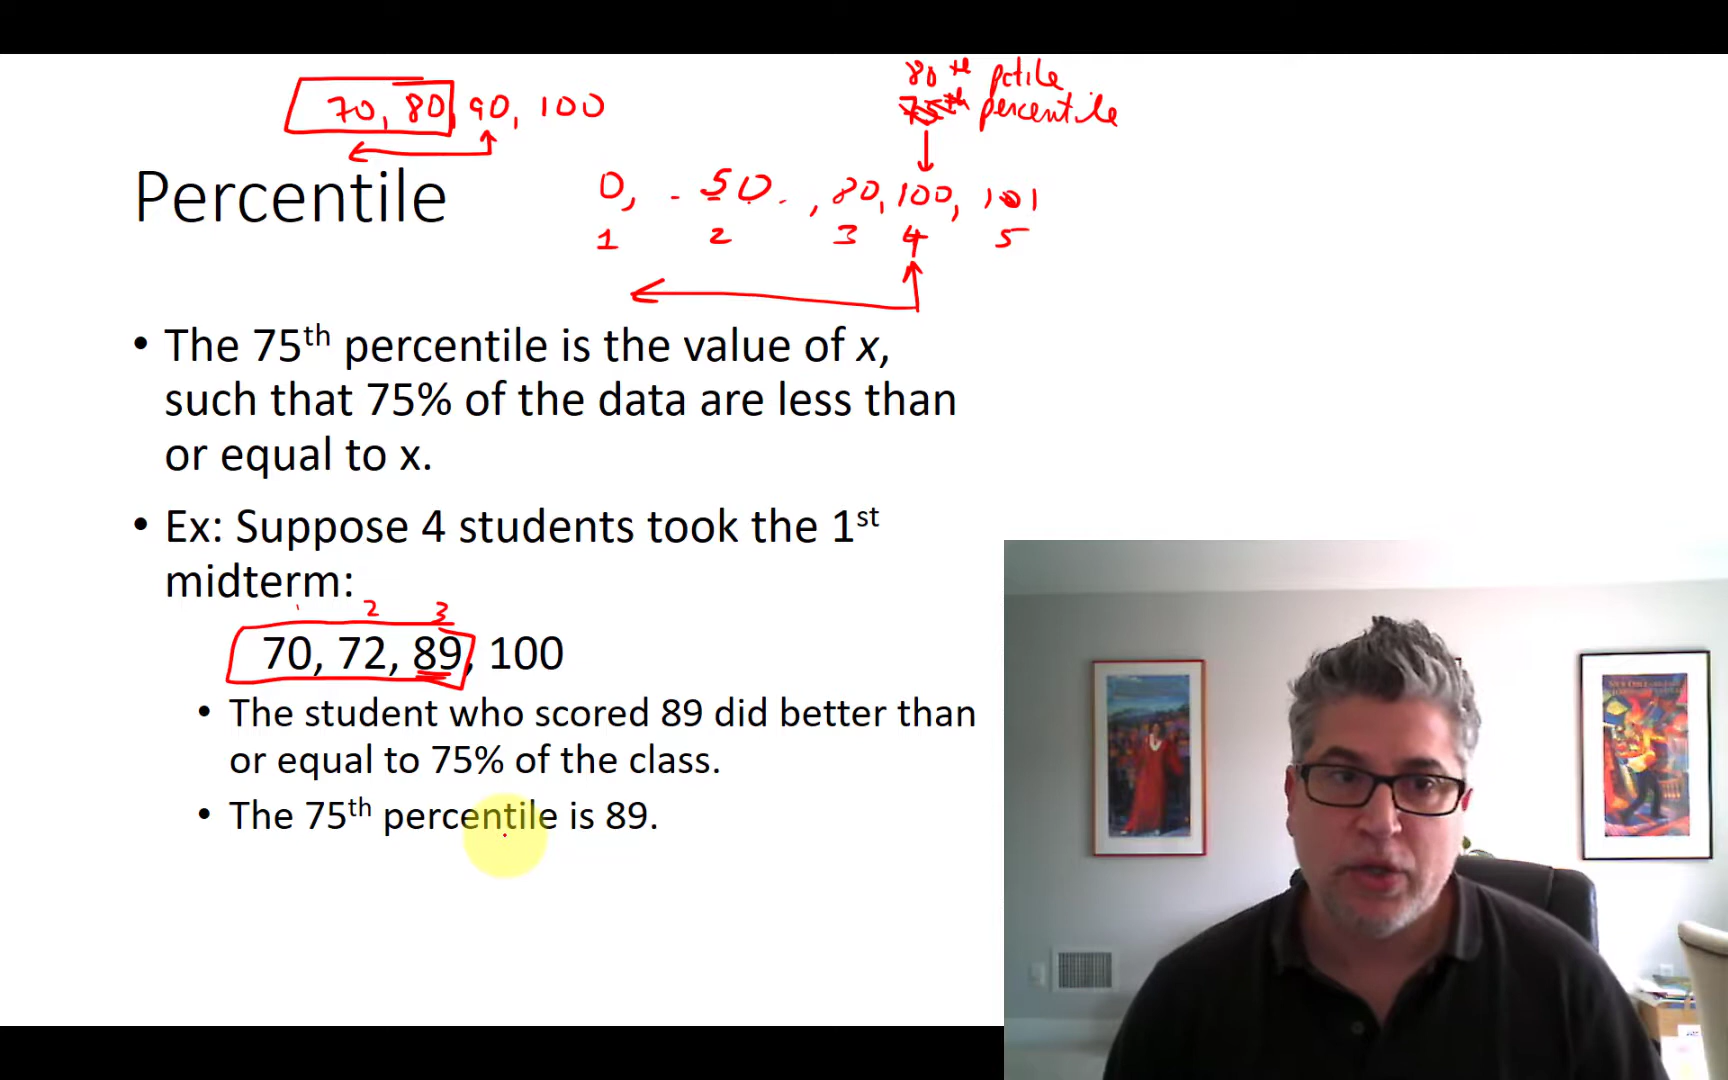 80th pctile
70, 80, 90, 100
75th percentile
Percentile
0, . 50 . , 80, 100, 101
1 2 3 4 5
• The 75th percentile is the value of x,
such that 75% of the data are less than
or equal to x.
• Ex: Suppose 4 students took the 1st
midterm:
2 3
70, 72, 89, 100
• The student who scored 89 did better than
or equal to 75% of the class.
• The 75th percentile is 89.